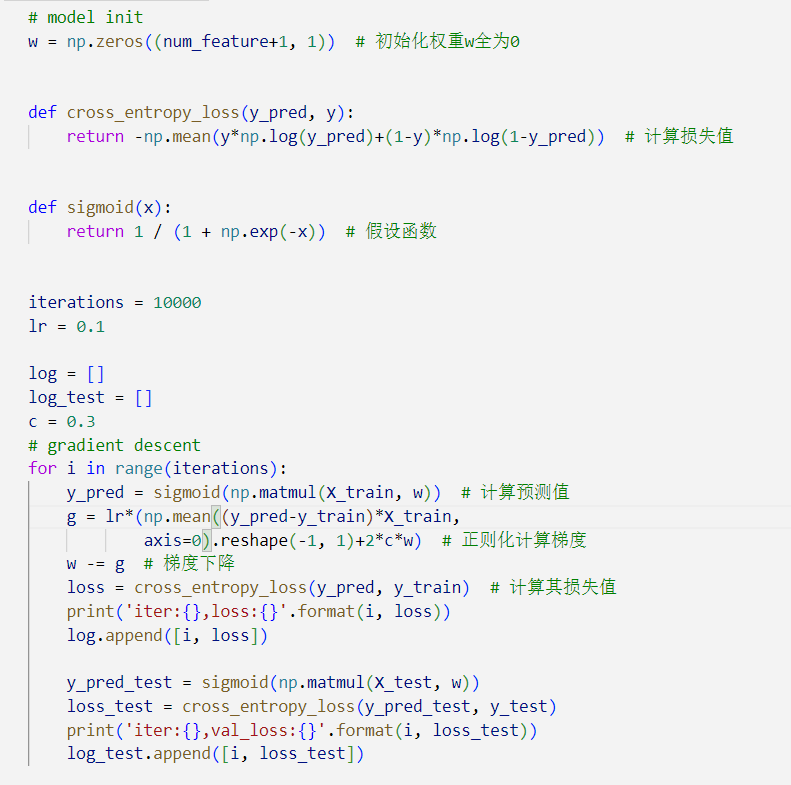 # model init
w = np.zeros((num_feature+1, 1))  # 初始化权重w全为0
def cross_entropy_loss(y_pred, y):
    return -np.mean(y*np.log(y_pred)+(1-y)*np.log(1-y_pred))  # 计算损失值
def sigmoid(x):
    return 1 / (1 + np.exp(-x))  # 假设函数
iterations = 10000
lr = 0.1
log = []
log_test = []
c = 0.3
# gradient descent
for i in range(iterations):
    y_pred = sigmoid(np.matmul(X_train, w))  # 计算预测值
    g = lr*(np.mean((y_pred-y_train)*X_train,
            axis=0).reshape(-1, 1)+2*c*w)  # 正则化计算梯度
    w -= g  # 梯度下降
    loss = cross_entropy_loss(y_pred, y_train)  # 计算其损失值
    print('iter:{},loss:{}'.format(i, loss))
    log.append([i, loss])
    y_pred_test = sigmoid(np.matmul(X_test, w))
    loss_test = cross_entropy_loss(y_pred_test, y_test)
    print('iter:{},val_loss:{}'.format(i, loss_test))
    log_test.append([i, loss_test])